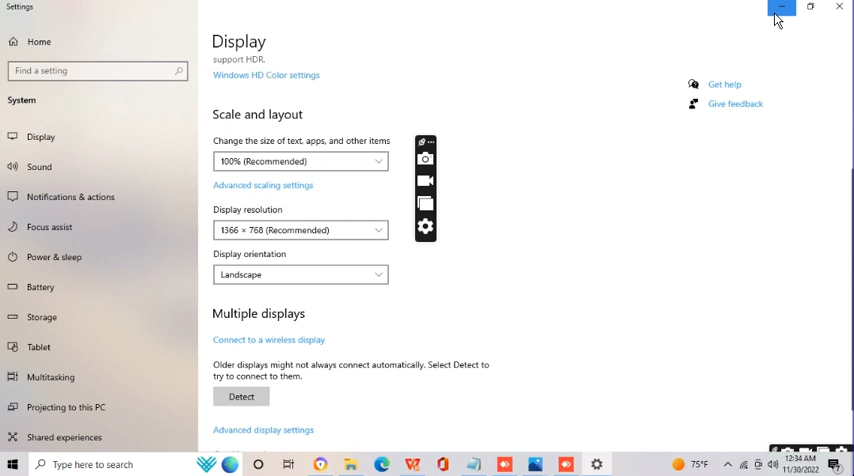 Settings
Home
Find a setting
System
Display
Sound
Notifications & actions
Focus assist
Power & sleep
Battery
Storage
Tablet
Multitasking
Projecting to this PC
Shared experiences
Display
support HDR.
Windows HD Color settings
Scale and layout
Change the size of text, apps, and other items
100% (Recommended)
Advanced scaling settings
Display resolution
1366 × 768 (Recommended)
Display orientation
Landscape
Multiple displays
Connect to a wireless display
Older displays might not always connect automatically. Select Detect to
try to connect to them.
Detect
Advanced display settings
Get help
Give feedback
Type here to search
75°F
12:34 AM
11/30/2022